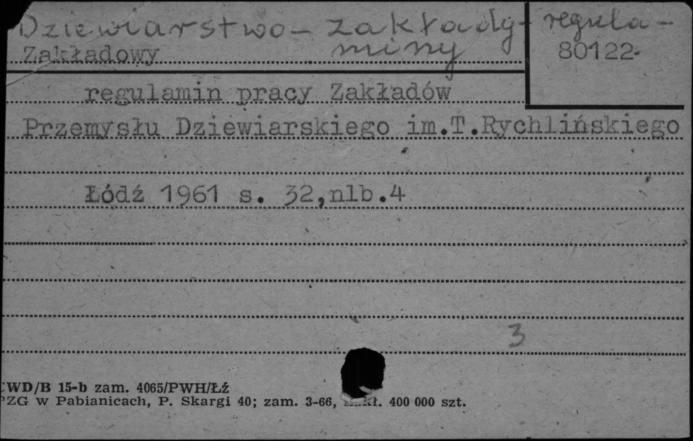 Dziewiarstwo - zakłady - regula -
miny
Zakładowy
80122
regulamin pracy Zakładów
Przemysłu Dziewiarskiego im.T.Rychlińskiego
Łódź 1961 s. 32,nlb.4
3
WD/B 15-b zam. 4065/PWH/Łź
PZG w Pabianicach, P. Skargi 40; zam. 3-66, 400 000 szt.